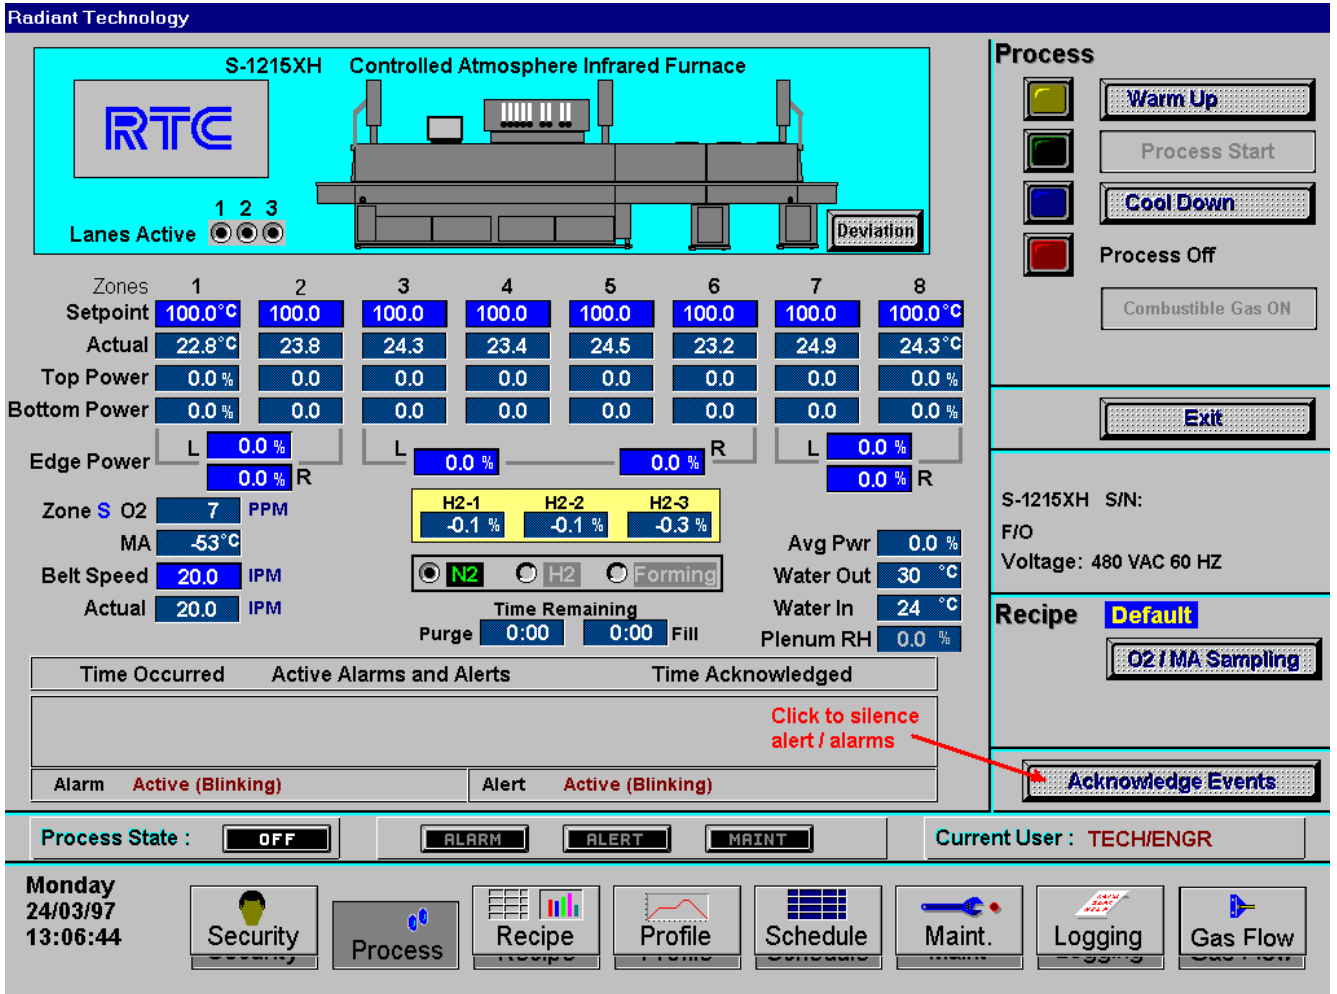 Radiant Technology
S-1215XH Controlled Atmosphere Infrared Furnace
RTC
1 2 3
Lanes Active
Deviation
Zones 1 2 3 4 5 6 7 8
Setpoint 100.0°C 100.0 100.0 100.0 100.0 100.0 100.0 100.0°C
Actual 22.8°C 23.8 24.3 23.4 24.5 23.2 24.9 24.3°C
Top Power 0.0 % 0.0 0.0 0.0 0.0 0.0 0.0 0.0 %
Bottom Power 0.0 % 0.0 0.0 0.0 0.0 0.0 0.0 0.0 %
Edge Power L 0.0 % L 0.0 % 0.0 % R L 0.0 %
0.0 % R 0.0 % R
Zone S O2 7 PPM
MA -53°C
Belt Speed 20.0 IPM
Actual 20.0 IPM
H2-1 H2-2 H2-3
-0.1 % -0.1 % -0.3 %
N2 H2 Forming
Time Remaining
Purge 0:00 0:00 Fill
Avg Pwr 0.0 %
Water Out 30 °C
Water In 24 °C
Plenum RH 0.0 %
Time Occurred Active Alarms and Alerts Time Acknowledged
Click to silence
alert / alarms
Alarm Active (Blinking) Alert Active (Blinking)
Process
Warm Up
Process Start
Cool Down
Process Off
Combustible Gas ON
Exit
S-1215XH S/N:
F/O
Voltage: 480 VAC 60 HZ
Recipe Default
O2 / MA Sampling
Acknowledge Events
Process State : OFF ALARM ALERT MAINT Current User : TECH/ENGR
Monday
24/03/97
13:06:44
Security Process Recipe Profile Schedule Maint. Logging Gas Flow